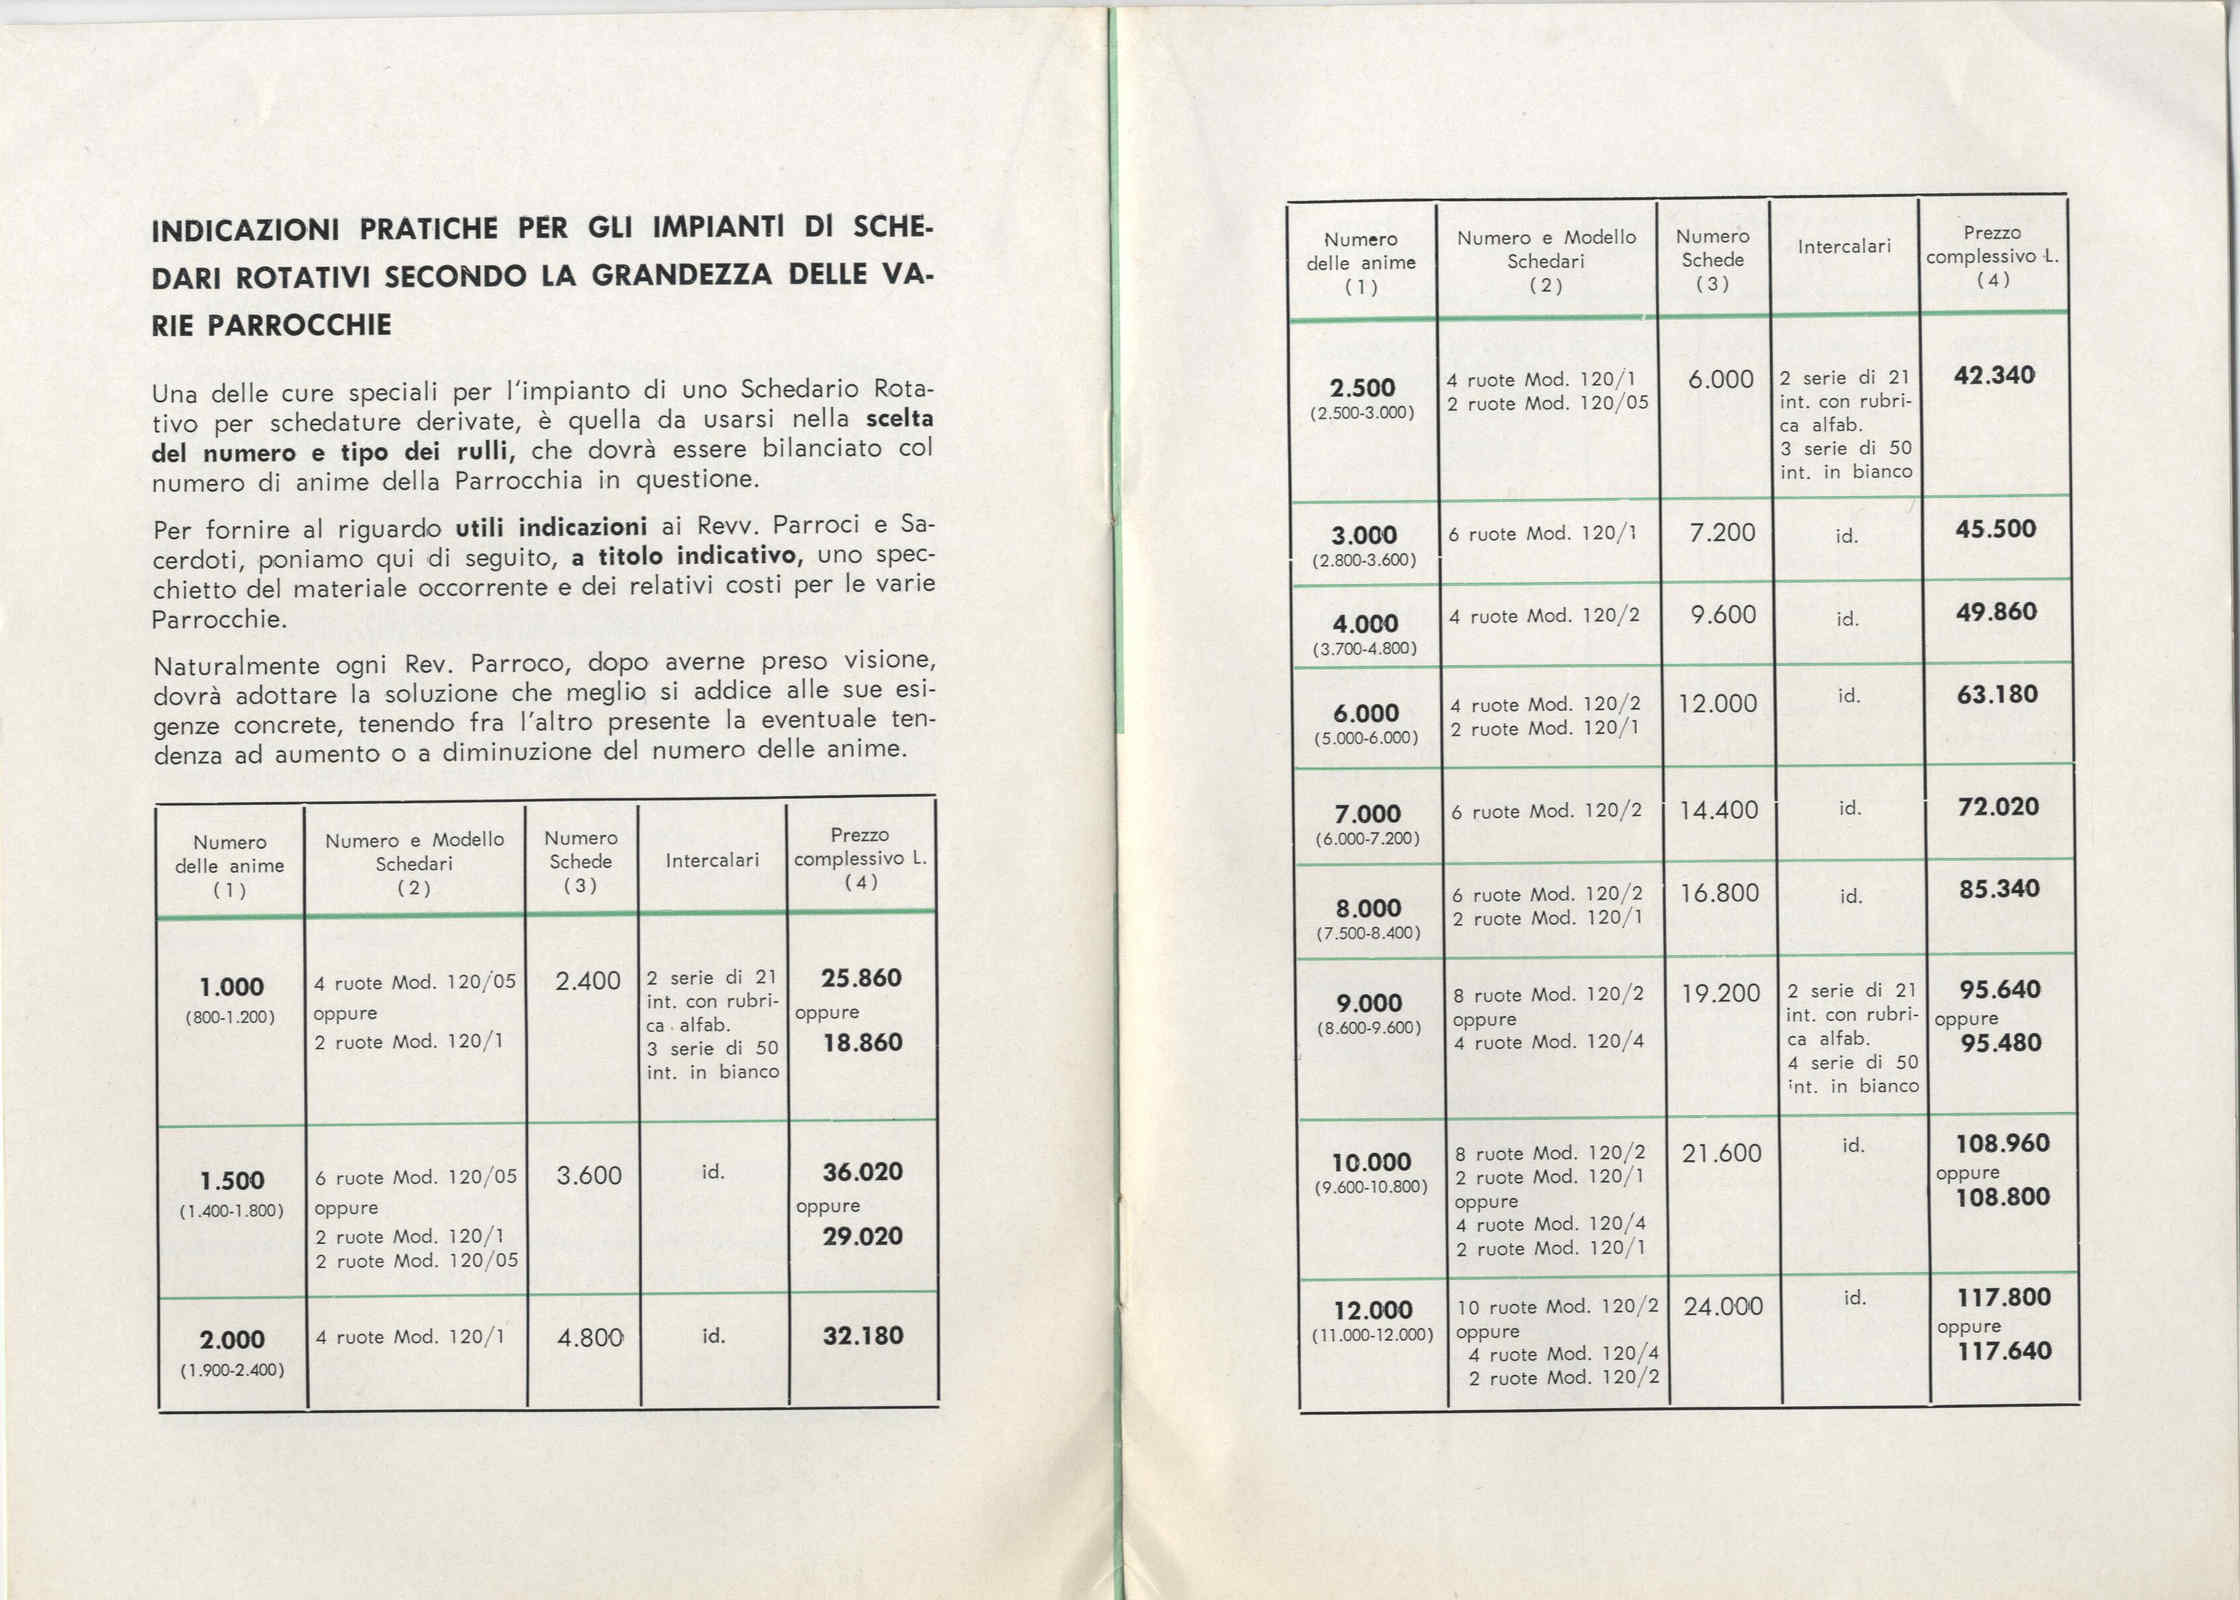 INDICAZIONI PRATICHE PER GLI IMPIANTI DI SCHE-
DARI ROTATIVI SECONDO LA GRANDEZZA DELLE VA-
RIE PARROCCHIE
Una delle cure speciali per l'impianto di uno Schedario Rota-
tivo per schedature derivate, è quella da usarsi nella scelta
del numero e tipo dei rulli, che dovrà essere bilanciato col
numero di anime della Parrocchia in questione.
Per fornire al riguardo utili indicazioni ai Revv. Parroci e Sa-
cerdoti, poniamo qui di seguito, a titolo indicativo, uno spec-
chietto del materiale occorrente e dei relativi costi per le varie
Parrocchie.
Naturalmente ogni Rev. Parroco, dopo averne preso visione,
dovrà adottare la soluzione che meglio si addice alle sue esi-
genze concrete, tenendo fra l'altro presente la eventuale ten-
denza ad aumento o a diminuzione del numero delle anime.
Numero
delle anime
(1)
Numero e Modello
Schedari
(2)
Numero
Schede
(3)
Intercalari
Prezzo
complessivo L.
(4)
1.000
(800-1.200)
4 ruote Mod. 120/05
oppure
2 ruote Mod. 120/1
2.400
2 serie di 21
int. con rubri-
ca alfab.
3 serie di 50
int. in bianco
25.860
oppure
18.860
1.500
(1.400-1.800)
6 ruote Mod. 120/05
oppure
2 ruote Mod. 120/1
2 ruote Mod. 120/05
3.600
id.
36.020
oppure
29.020
2.000
(1.900-2.400)
4 ruote Mod. 120/1
4.800
id.
32.180
Numero
delle anime
(1)
Numero e Modello
Schedari
(2)
Numero
Schede
(3)
Intercalari
Prezzo
complessivo L.
(4)
2.500
(2.500-3.000)
4 ruote Mod. 120/1
2 ruote Mod. 120/05
6.000
2 serie di 21
int. con rubri-
ca alfab.
3 serie di 50
int. in bianco
42.340
3.000
(2.800-3.600)
6 ruote Mod. 120/1
7.200
id.
45.500
4.000
(3.700-4.800)
4 ruote Mod. 120/2
9.600
id.
49.860
6.000
(5.000-6.000)
4 ruote Mod. 120/2
2 ruote Mod. 120/1
12.000
id.
63.180
7.000
(6.000-7.200)
6 ruote Mod. 120/2
14.400
id.
72.020
8.000
(7.500-8.400)
6 ruote Mod. 120/2
2 ruote Mod. 120/1
16.800
id.
85.340
9.000
(8.600-9.600)
8 ruote Mod. 120/2
oppure
4 ruote Mod. 120/4
19.200
2 serie di 21
int. con rubri-
ca alfab.
4 serie di 50
int. in bianco
95.640
oppure
95.480
10.000
(9.600-10.800)
8 ruote Mod. 120/2
2 ruote Mod. 120/1
oppure
4 ruote Mod. 120/4
2 ruote Mod. 120/1
21.600
id.
108.960
oppure
108.800
12.000
(11.000-12.000)
10 ruote Mod. 120/2
oppure
4 ruote Mod. 120/4
2 ruote Mod. 120/2
24.000
id.
117.800
oppure
117.640